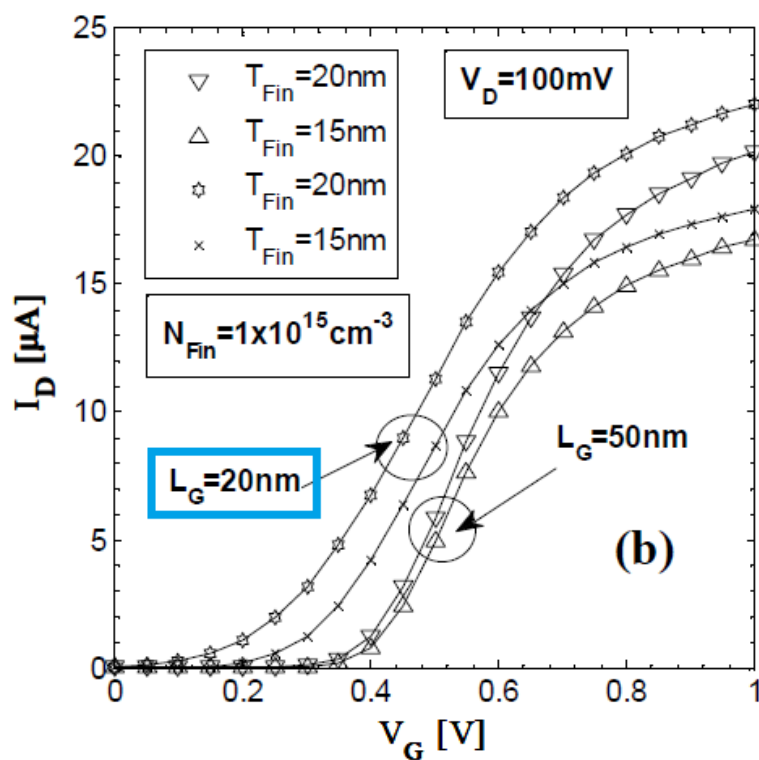 25
20
15
10
5
0
I_D [μA]
T_Fin=20nm
T_Fin=15nm
T_Fin=20nm
T_Fin=15nm
V_D=100mV
N_Fin=1x10^15cm^-3
L_G=20nm
L_G=50nm
(b)
0 0.2 0.4 0.6 0.8 1
V_G [V]